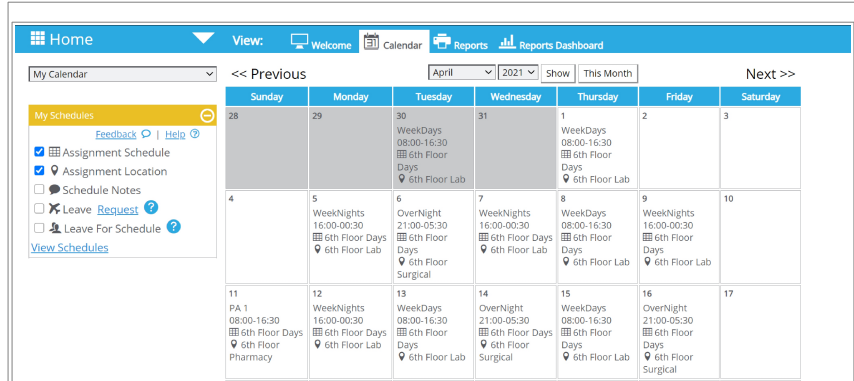 Home
View:
Welcome
Calendar
Reports
Reports Dashboard
My Calendar
<< Previous
April
2021
Show
This Month
Next >>
My Schedules
Feedback | Help
Assignment Schedule
Assignment Location
Schedule Notes
Leave Request
Leave For Schedule
View Schedules
Sunday Monday Tuesday Wednesday Thursday Friday Saturday
28
29
30
WeekDays
08:00-16:30
6th Floor
Days
6th Floor Lab
31
1
WeekDays
08:00-16:30
6th Floor
Days
6th Floor Lab
2
3
4
5
WeekNights
16:00-00:30
6th Floor Days
6th Floor Lab
6
OverNight
21:00-05:30
6th Floor
Days
6th Floor
Surgical
7
WeekNights
16:00-00:30
6th Floor Days
6th Floor Lab
8
WeekDays
08:00-16:30
6th Floor
Days
6th Floor Lab
9
WeekNights
16:00-00:30
6th Floor
Days
6th Floor Lab
10
11
PA 1
08:00-16:30
6th Floor Days
6th Floor
Pharmacy
12
WeekNights
16:00-00:30
6th Floor Days
6th Floor Lab
13
WeekDays
08:00-16:30
6th Floor
Days
6th Floor Lab
14
OverNight
21:00-05:30
6th Floor Days
6th Floor
Surgical
15
WeekDays
08:00-16:30
6th Floor
Days
6th Floor Lab
16
OverNight
21:00-05:30
6th Floor
Days
6th Floor
Surgical
17